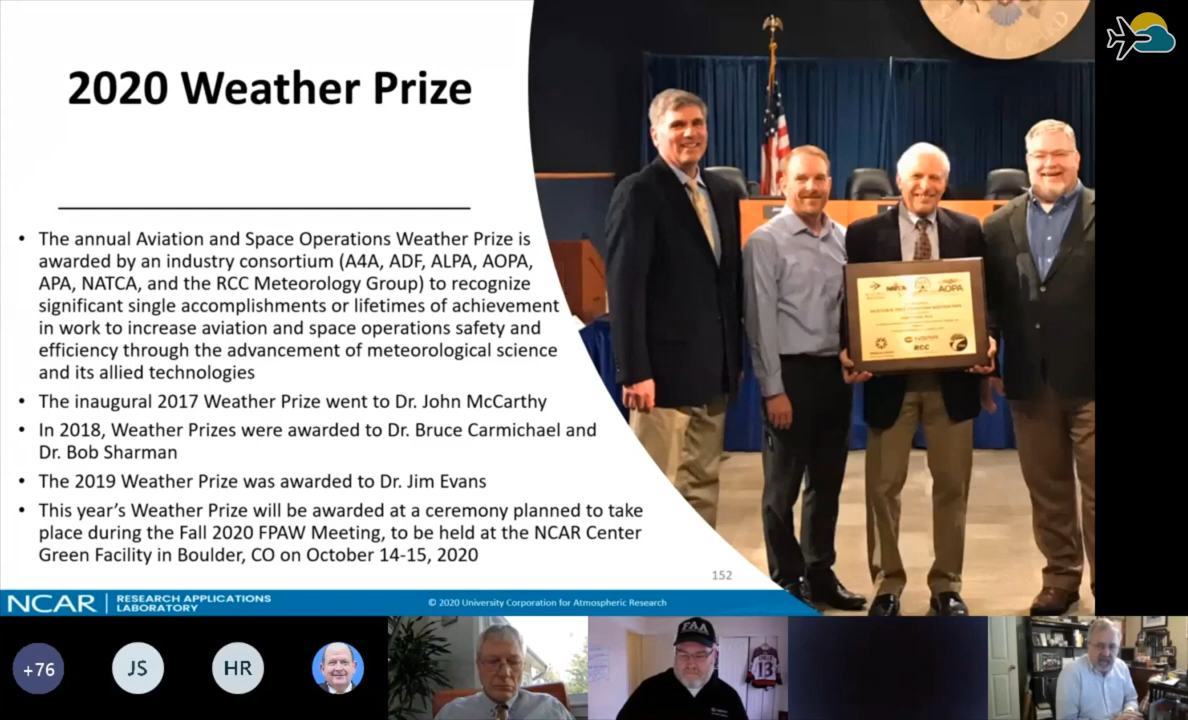 2020 Weather Prize
• The annual Aviation and Space Operations Weather Prize is
awarded by an industry consortium (A4A, ADF, ALPA, AOPA,
APA, NATCA, and the RCC Meteorology Group) to recognize
significant single accomplishments or lifetimes of achievement
in work to increase aviation and space operations safety and
efficiency through the advancement of meteorological science
and its allied technologies
• The inaugural 2017 Weather Prize went to Dr. John McCarthy
• In 2018, Weather Prizes were awarded to Dr. Bruce Carmichael and
Dr. Bob Sharman
• The 2019 Weather Prize was awarded to Dr. Jim Evans
• This year's Weather Prize will be awarded at a ceremony planned to take
place during the Fall 2020 FPAW Meeting, to be held at the NCAR Center
Green Facility in Boulder, CO on October 14-15, 2020
AOPA
RCC
152
NCAR
RESEARCH APPLICATIONS
LABORATORY
© 2020 University Corporation for Atmospheric Research
+76
JS
HR
FAA
13